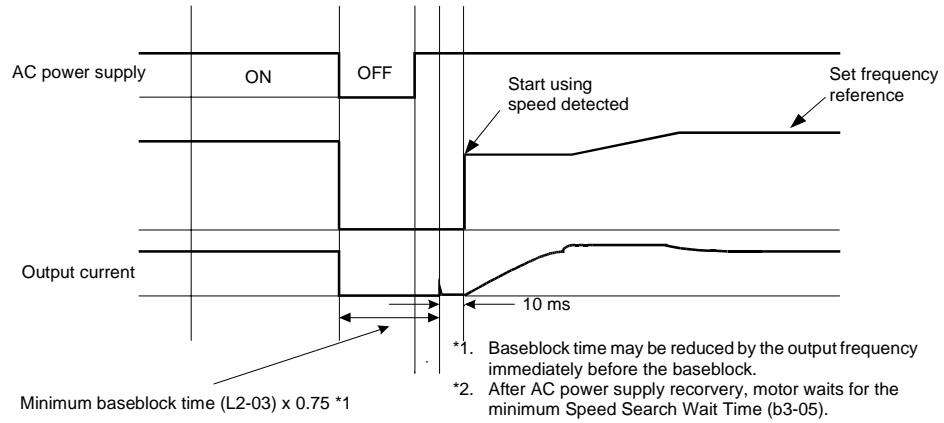 AC power supply
ON
OFF
Start using
speed detected
Set frequency
reference
Output current
10 ms
Minimum baseblock time (L2-03) x 0.75 *1
*1. Baseblock time may be reduced by the output frequency
immediately before the baseblock.
*2. After AC power supply recorvery, motor waits for the
minimum Speed Search Wait Time (b3-05).